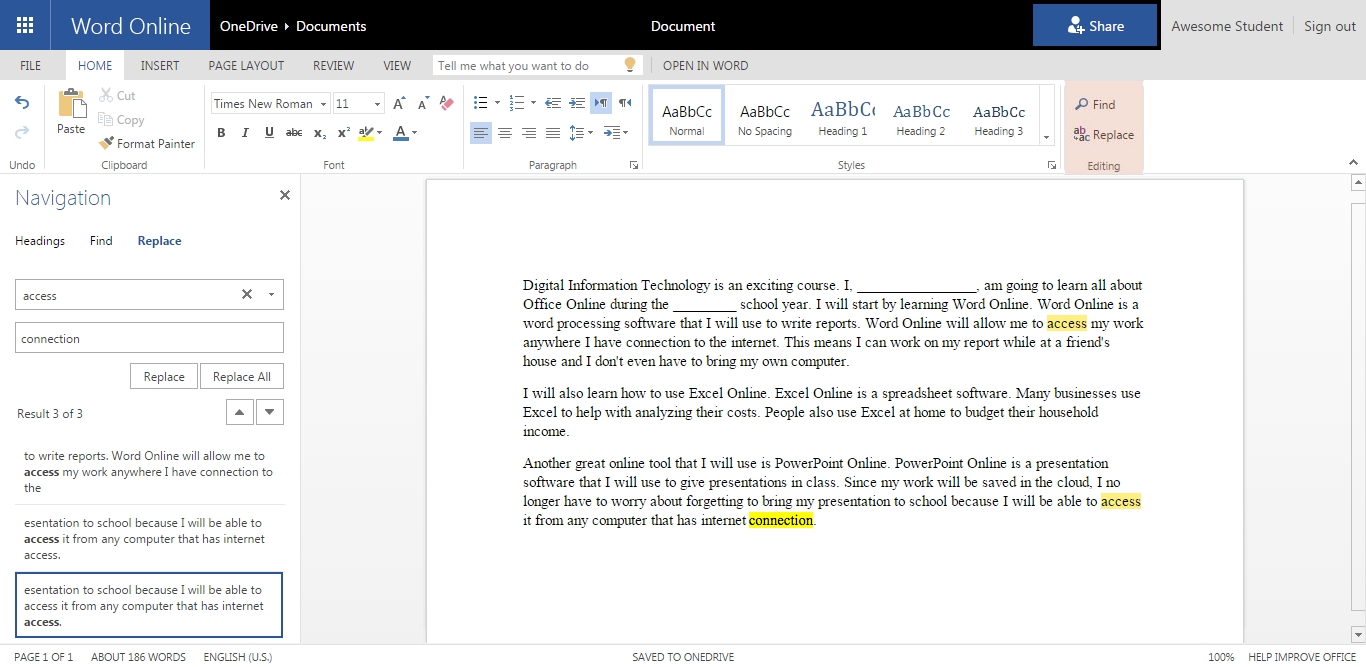 Word Online OneDrive Documents Document Share Awesome Student Sign out
FILE HOME INSERT PAGE LAYOUT REVIEW VIEW Tell me what you want to do OPEN IN WORD
Undo
Paste
Cut
Copy
Format Painter
Clipboard
Times New Roman 11
B I U abc x₂ x² aby A
Font
Paragraph
AaBbCc AaBbCc AaBbCc AaBbCc AaBbCc
Normal No Spacing Heading 1 Heading 2 Heading 3
Styles
Find
Replace
Editing
Navigation
Headings Find Replace
access
connection
Replace Replace All
Result 3 of 3
to write reports. Word Online will allow me to
access my work anywhere I have connection to
the
esentation to school because I will be able to
access it from any computer that has internet
access.
esentation to school because I will be able to
access it from any computer that has internet
access.
Digital Information Technology is an exciting course. I, _________________, am going to learn all about
Office Online during the _________ school year. I will start by learning Word Online. Word Online is a
word processing software that I will use to write reports. Word Online will allow me to access my work
anywhere I have connection to the internet. This means I can work on my report while at a friend's
house and I don't even have to bring my own computer.
I will also learn how to use Excel Online. Excel Online is a spreadsheet software. Many businesses use
Excel to help with analyzing their costs. People also use Excel at home to budget their household
income.
Another great online tool that I will use is PowerPoint Online. PowerPoint Online is a presentation
software that I will use to give presentations in class. Since my work will be saved in the cloud, I no
longer have to worry about forgetting to bring my presentation to school because I will be able to access
it from any computer that has internet connection.
PAGE 1 OF 1 ABOUT 186 WORDS ENGLISH (U.S.) SAVED TO ONEDRIVE 100% HELP IMPROVE OFFICE